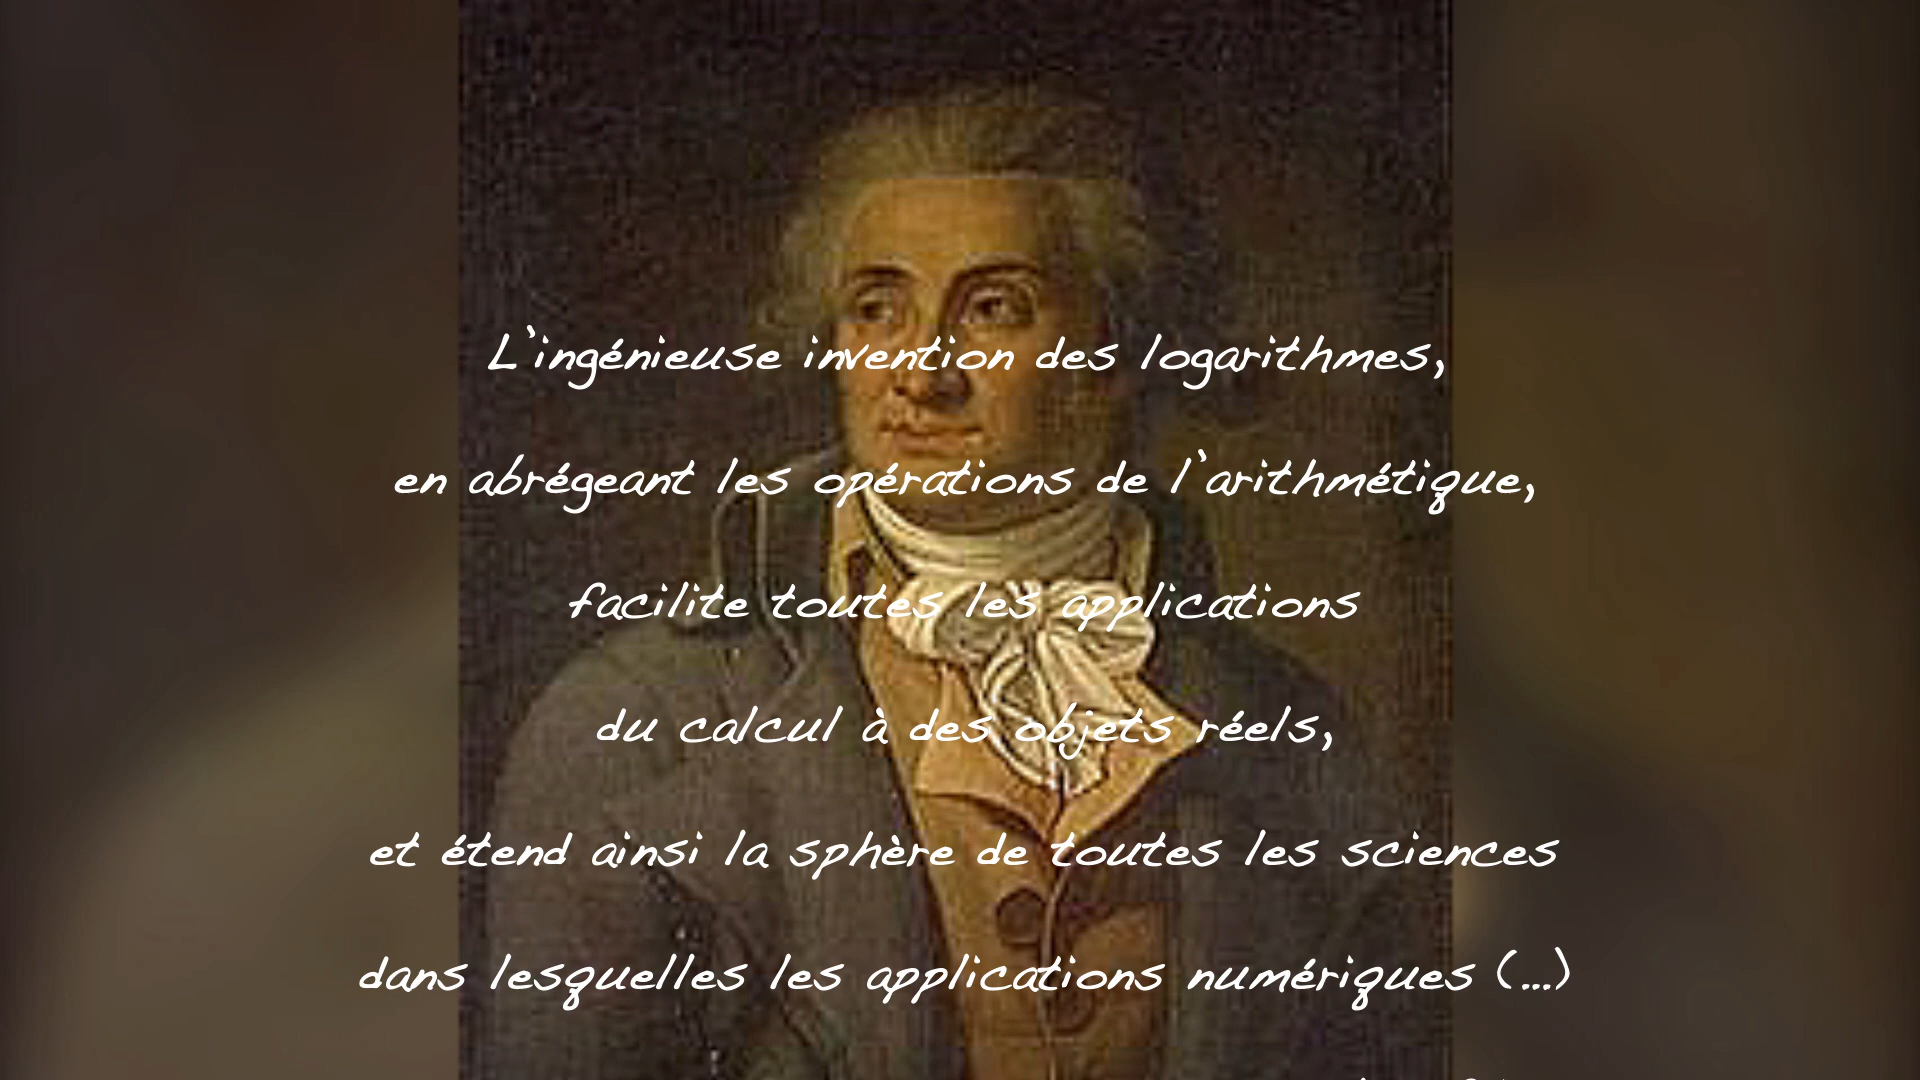 L'ingénieuse invention des logarithmes,
en abrégeant les opérations de l'arithmétique,
facilite toutes les applications
du calcul à des objets réels,
et étend ainsi la sphère de toutes les sciences
dans lesquelles les applications numériques (...)